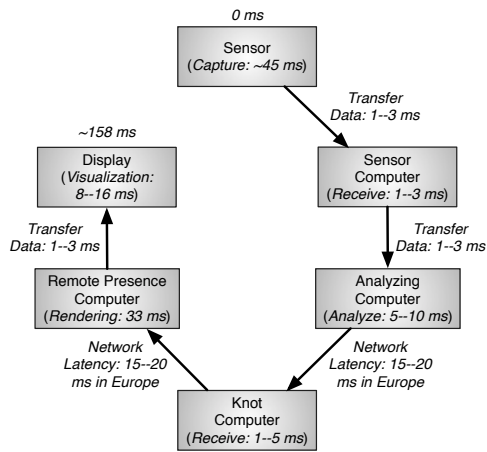 0 ms
Sensor
(Capture: ~45 ms)
Transfer
Data: 1--3 ms
Sensor
Computer
(Receive: 1--3 ms)
Transfer
Data: 1--3 ms
Analyzing
Computer
(Analyze: 5--10 ms)
Network
Latency: 15--20
ms in Europe
Knot
Computer
(Receive: 1--5 ms)
Network
Latency: 15--20
ms in Europe
Remote Presence
Computer
(Rendering: 33 ms)
Transfer
Data: 1--3 ms
~158 ms
Display
(Visualization:
8--16 ms)